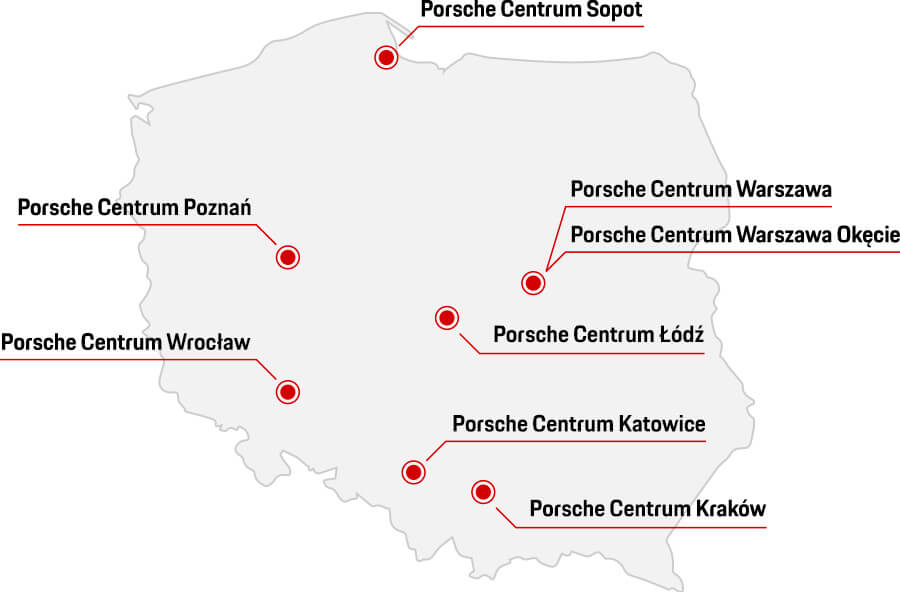 Porsche Centrum Sopot
Porsche Centrum Warszawa
Porsche Centrum Poznań
Porsche Centrum Warszawa Okęcie
Porsche Centrum Łódź
Porsche Centrum Wrocław
Porsche Centrum Katowice
Porsche Centrum Kraków